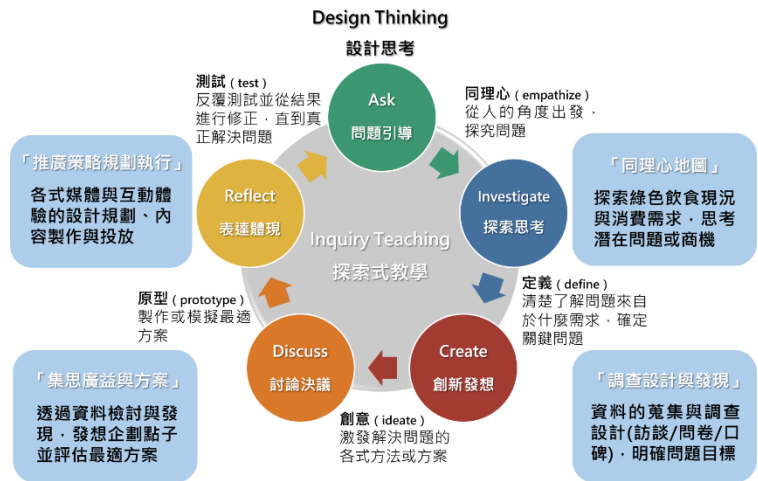 Design Thinking
設計思考
測試（test）
反覆測試並從結果
進行修正，直到真
正解決問題
Ask
問題引導
同理心（empathize）
從人的角度出發，
探究問題
「推廣策略規劃執行」
各式媒體與互動體
驗的設計規劃、內
容製作與投放
Reflect
表達體現
Inquiry Teaching
探索式教學
Investigate
探索思考
「同理心地圖」
探索綠色飲食現況
與消費需求，思考
潛在問題或商機
原型（prototype）
製作或模擬最適
方案
定義（define）
清楚了解問題來自
於什麼需求，確定
關鍵問題
Discuss
討論決議
Create
創新發想
「集思廣益與方案」
透過資料檢討與發
現，發想企劃點子
並評估最適方案
創意（ideate）
激發解決問題的
各式方法或方案
「調查設計與發現」
資料的蒐集與調查
設計(訪談/問卷/口
碑)，明確問題目標